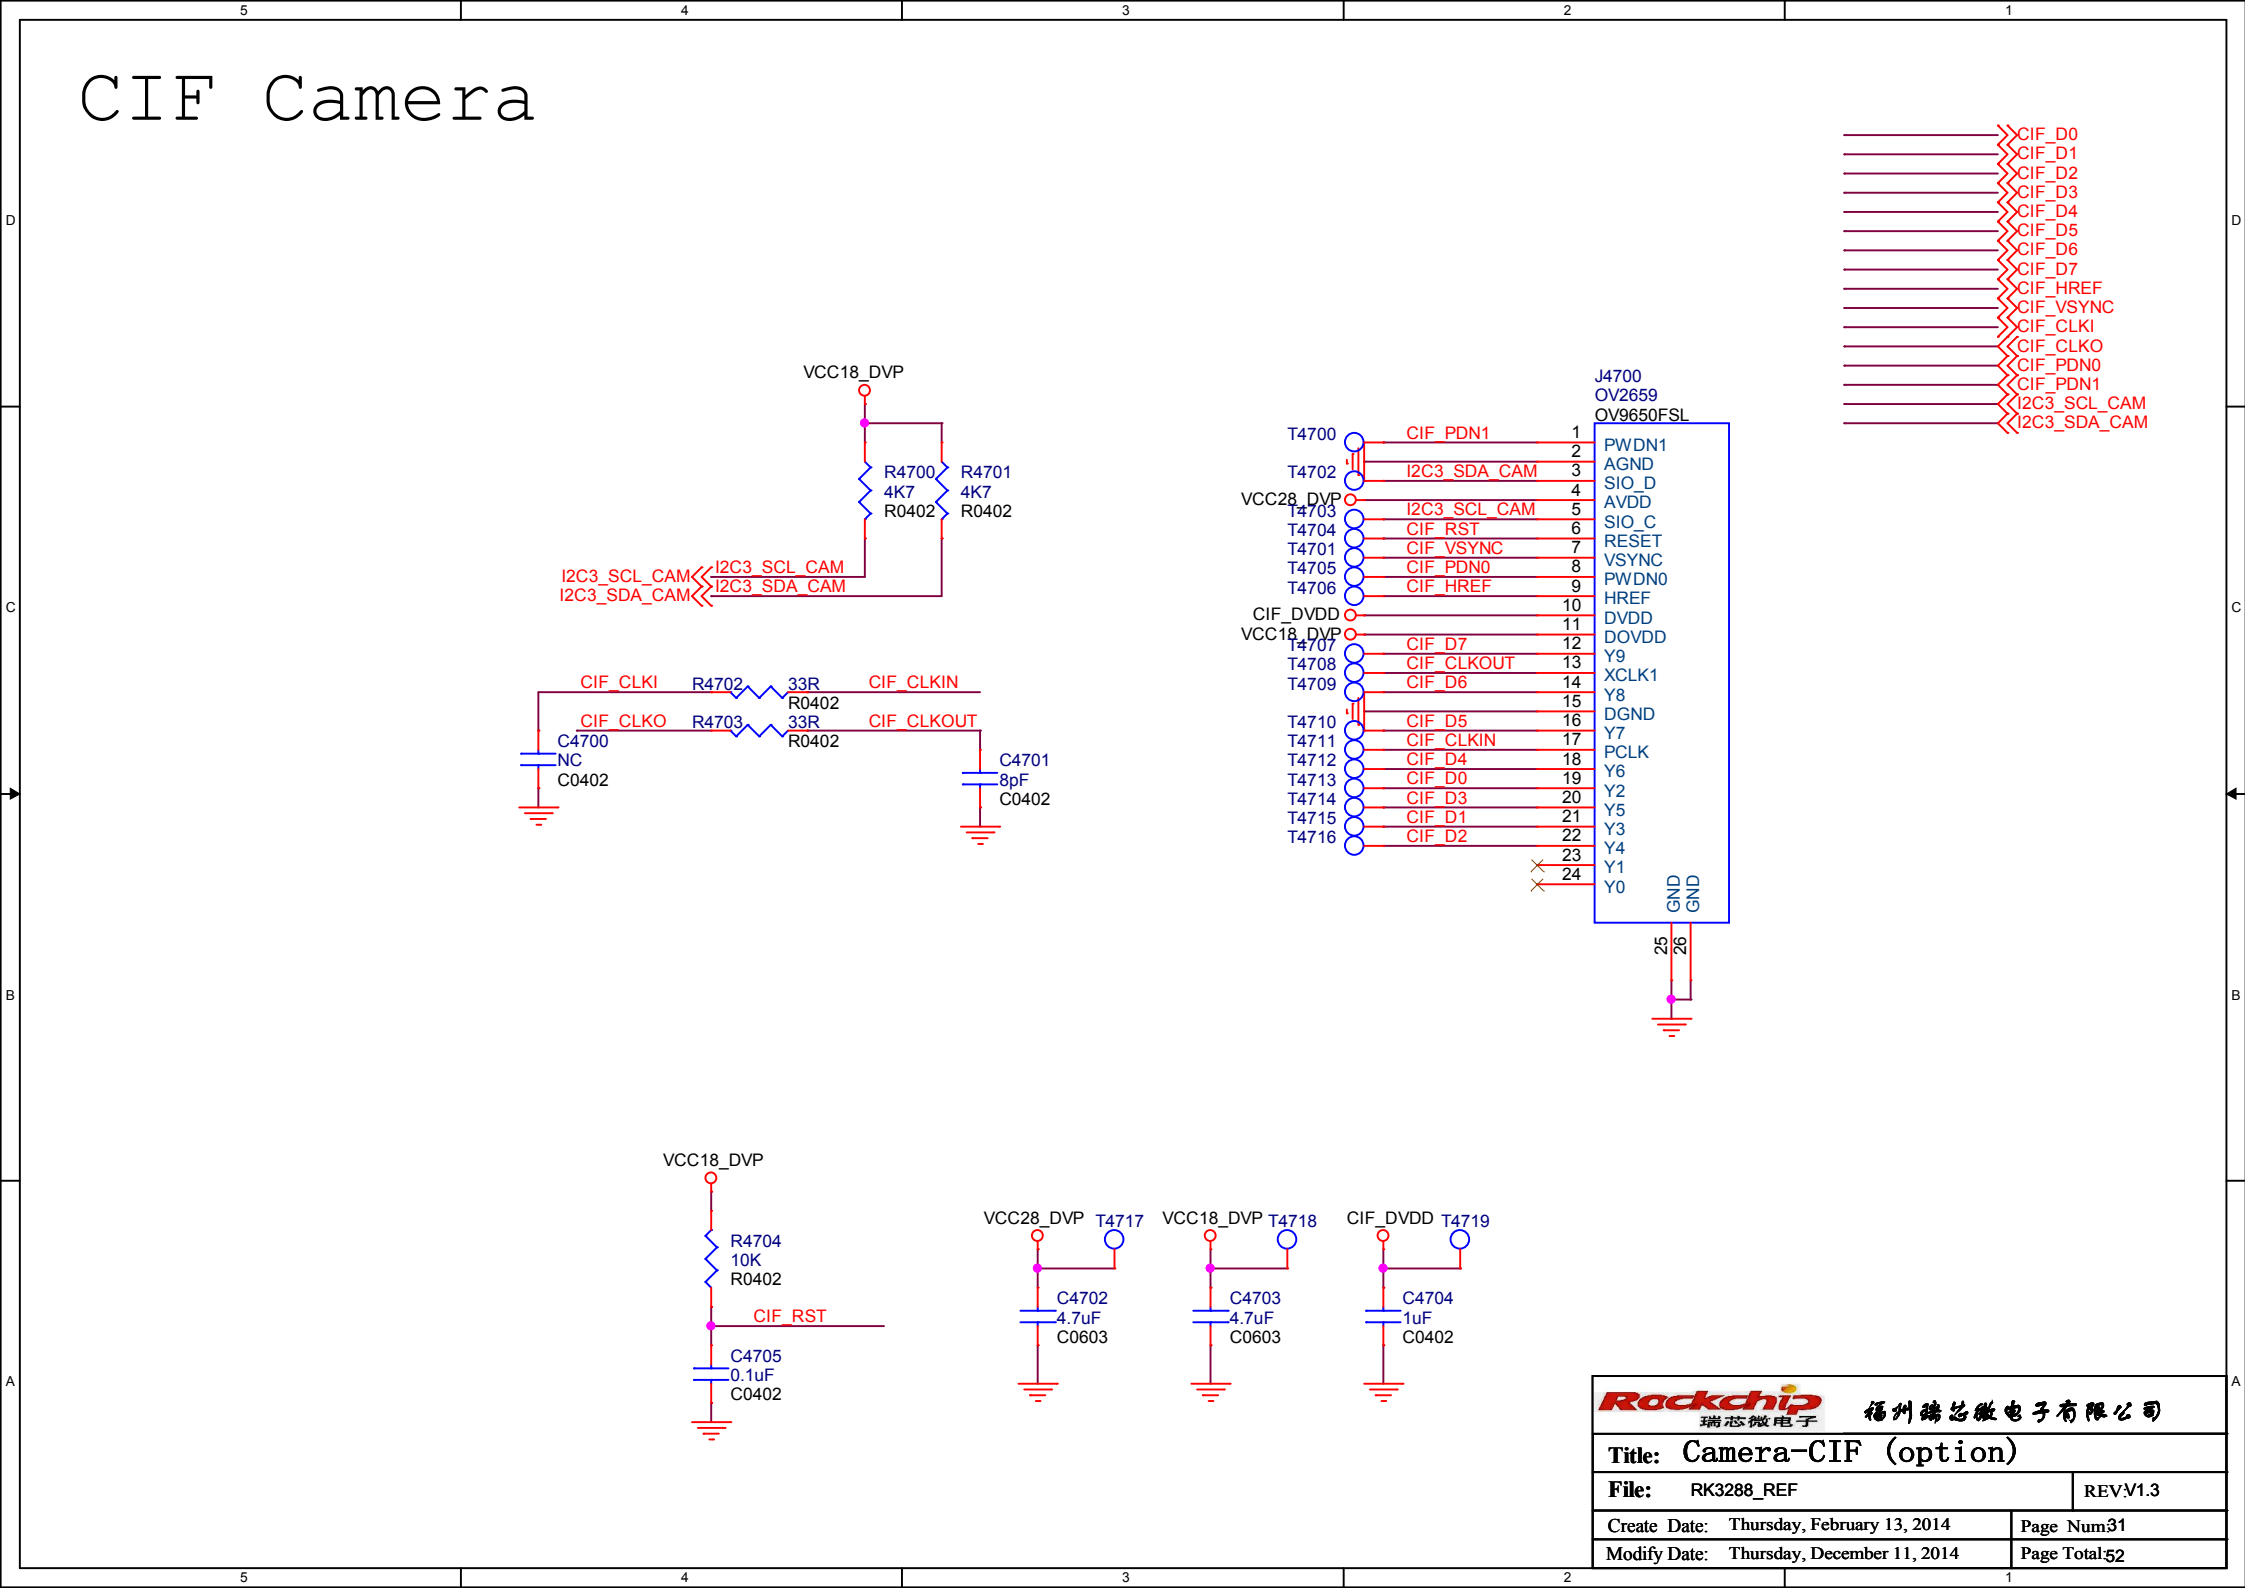 5 4 3 2 1
CIF Camera
CIF_D0
CIF_D1
CIF_D2
CIF_D3
CIF_D4
CIF_D5
CIF_D6
CIF_D7
CIF_HREF
CIF_VSYNC
CIF_CLKI
CIF_CLKO
CIF_PDN0
CIF_PDN1
I2C3_SCL_CAM
I2C3_SDA_CAM
D D
VCC18_DVP
R4700
4K7
R0402
R4701
4K7
R0402
I2C3_SCL_CAM I2C3_SCL_CAM
I2C3_SDA_CAM I2C3_SDA_CAM
C C
CIF_CLKI R4702 33R CIF_CLKIN
R0402
CIF_CLKO R4703 33R CIF_CLKOUT
R0402
C4700
NC
C0402
C4701
8pF
C0402
J4700
OV2659
OV9650FSL
T4700 CIF_PDN1 1 PWDN1
2 AGND
T4702 I2C3_SDA_CAM 3 SIO_D
VCC28_DVP 4 AVDD
T4703 I2C3_SCL_CAM 5 SIO_C
T4704 CIF_RST 6 RESET
T4701 CIF_VSYNC 7 VSYNC
T4705 CIF_PDN0 8 PWDN0
T4706 CIF_HREF 9 HREF
CIF_DVDD 10 DVDD
VCC18_DVP 11 DOVDD
T4707 CIF_D7 12 Y9
T4708 CIF_CLKOUT 13 XCLK1
T4709 CIF_D6 14 Y8
15 DGND
T4710 CIF_D5 16 Y7
T4711 CIF_CLKIN 17 PCLK
T4712 CIF_D4 18 Y6
T4713 CIF_D0 19 Y2
T4714 CIF_D3 20 Y5
T4715 CIF_D1 21 Y3
T4716 CIF_D2 22 Y4
23 Y1
24 Y0
GND GND
25 26
B B
VCC18_DVP
R4704
10K
R0402
CIF_RST
C4705
0.1uF
C0402
VCC28_DVP T4717
C4702
4.7uF
C0603
VCC18_DVP T4718
C4703
4.7uF
C0603
CIF_DVDD T4719
C4704
1uF
C0402
A A
Rockchip
瑞芯微电子
福州瑞芯微电子有限公司
Title: Camera-CIF (option)
File: RK3288_REF REV:V1.3
Create Date: Thursday, February 13, 2014 Page Num:31
Modify Date: Thursday, December 11, 2014 Page Total:52
5 4 3 2 1